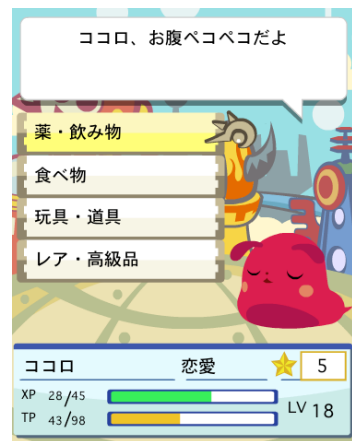 ココロ、お腹ペコペコだよ
薬・飲み物
食べ物
玩具・道具
レア・高級品
ココロ 恋愛 5
XP 28/45
TP 43/98
LV 18